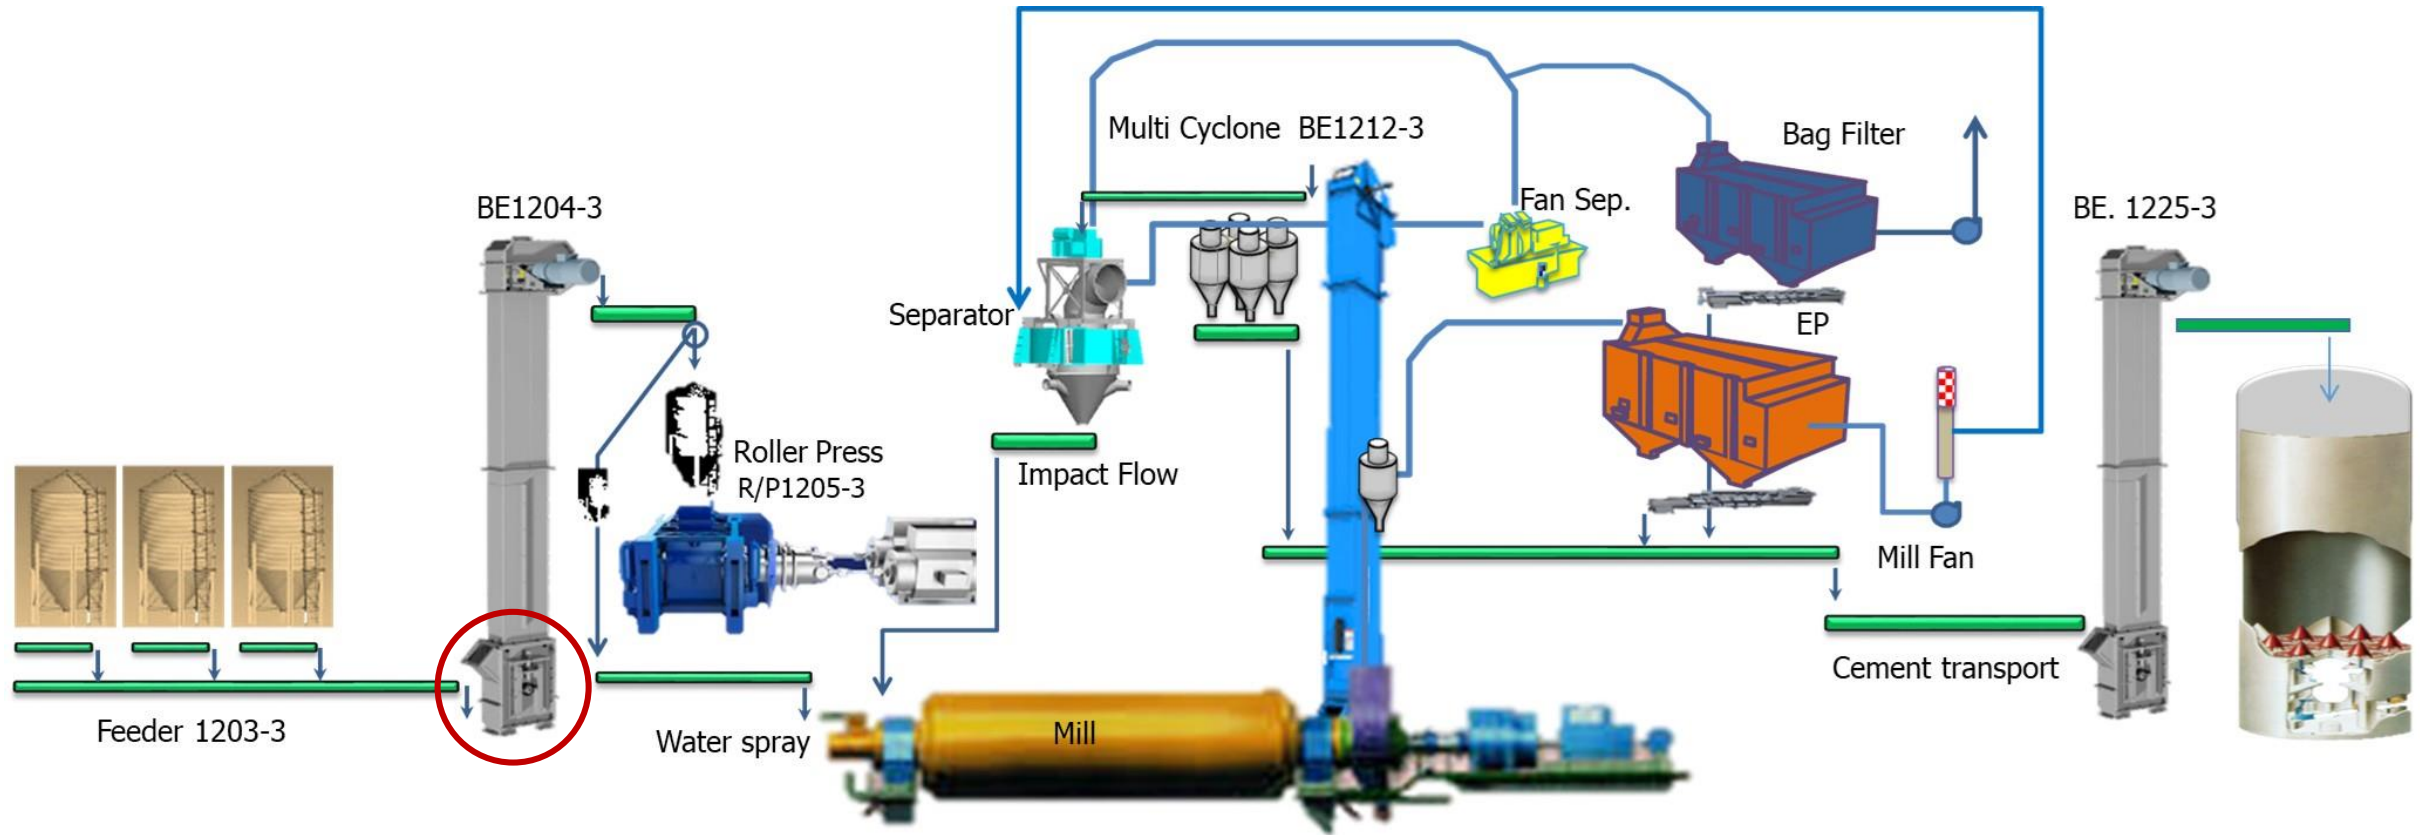 Multi Cyclone BE1212-3
Bag Filter
BE1204-3
Fan Sep.
BE. 1225-3
Separator
EP
Roller Press
R/P1205-3
Impact Flow
Mill Fan
Cement transport
Feeder 1203-3
Water spray
Mill